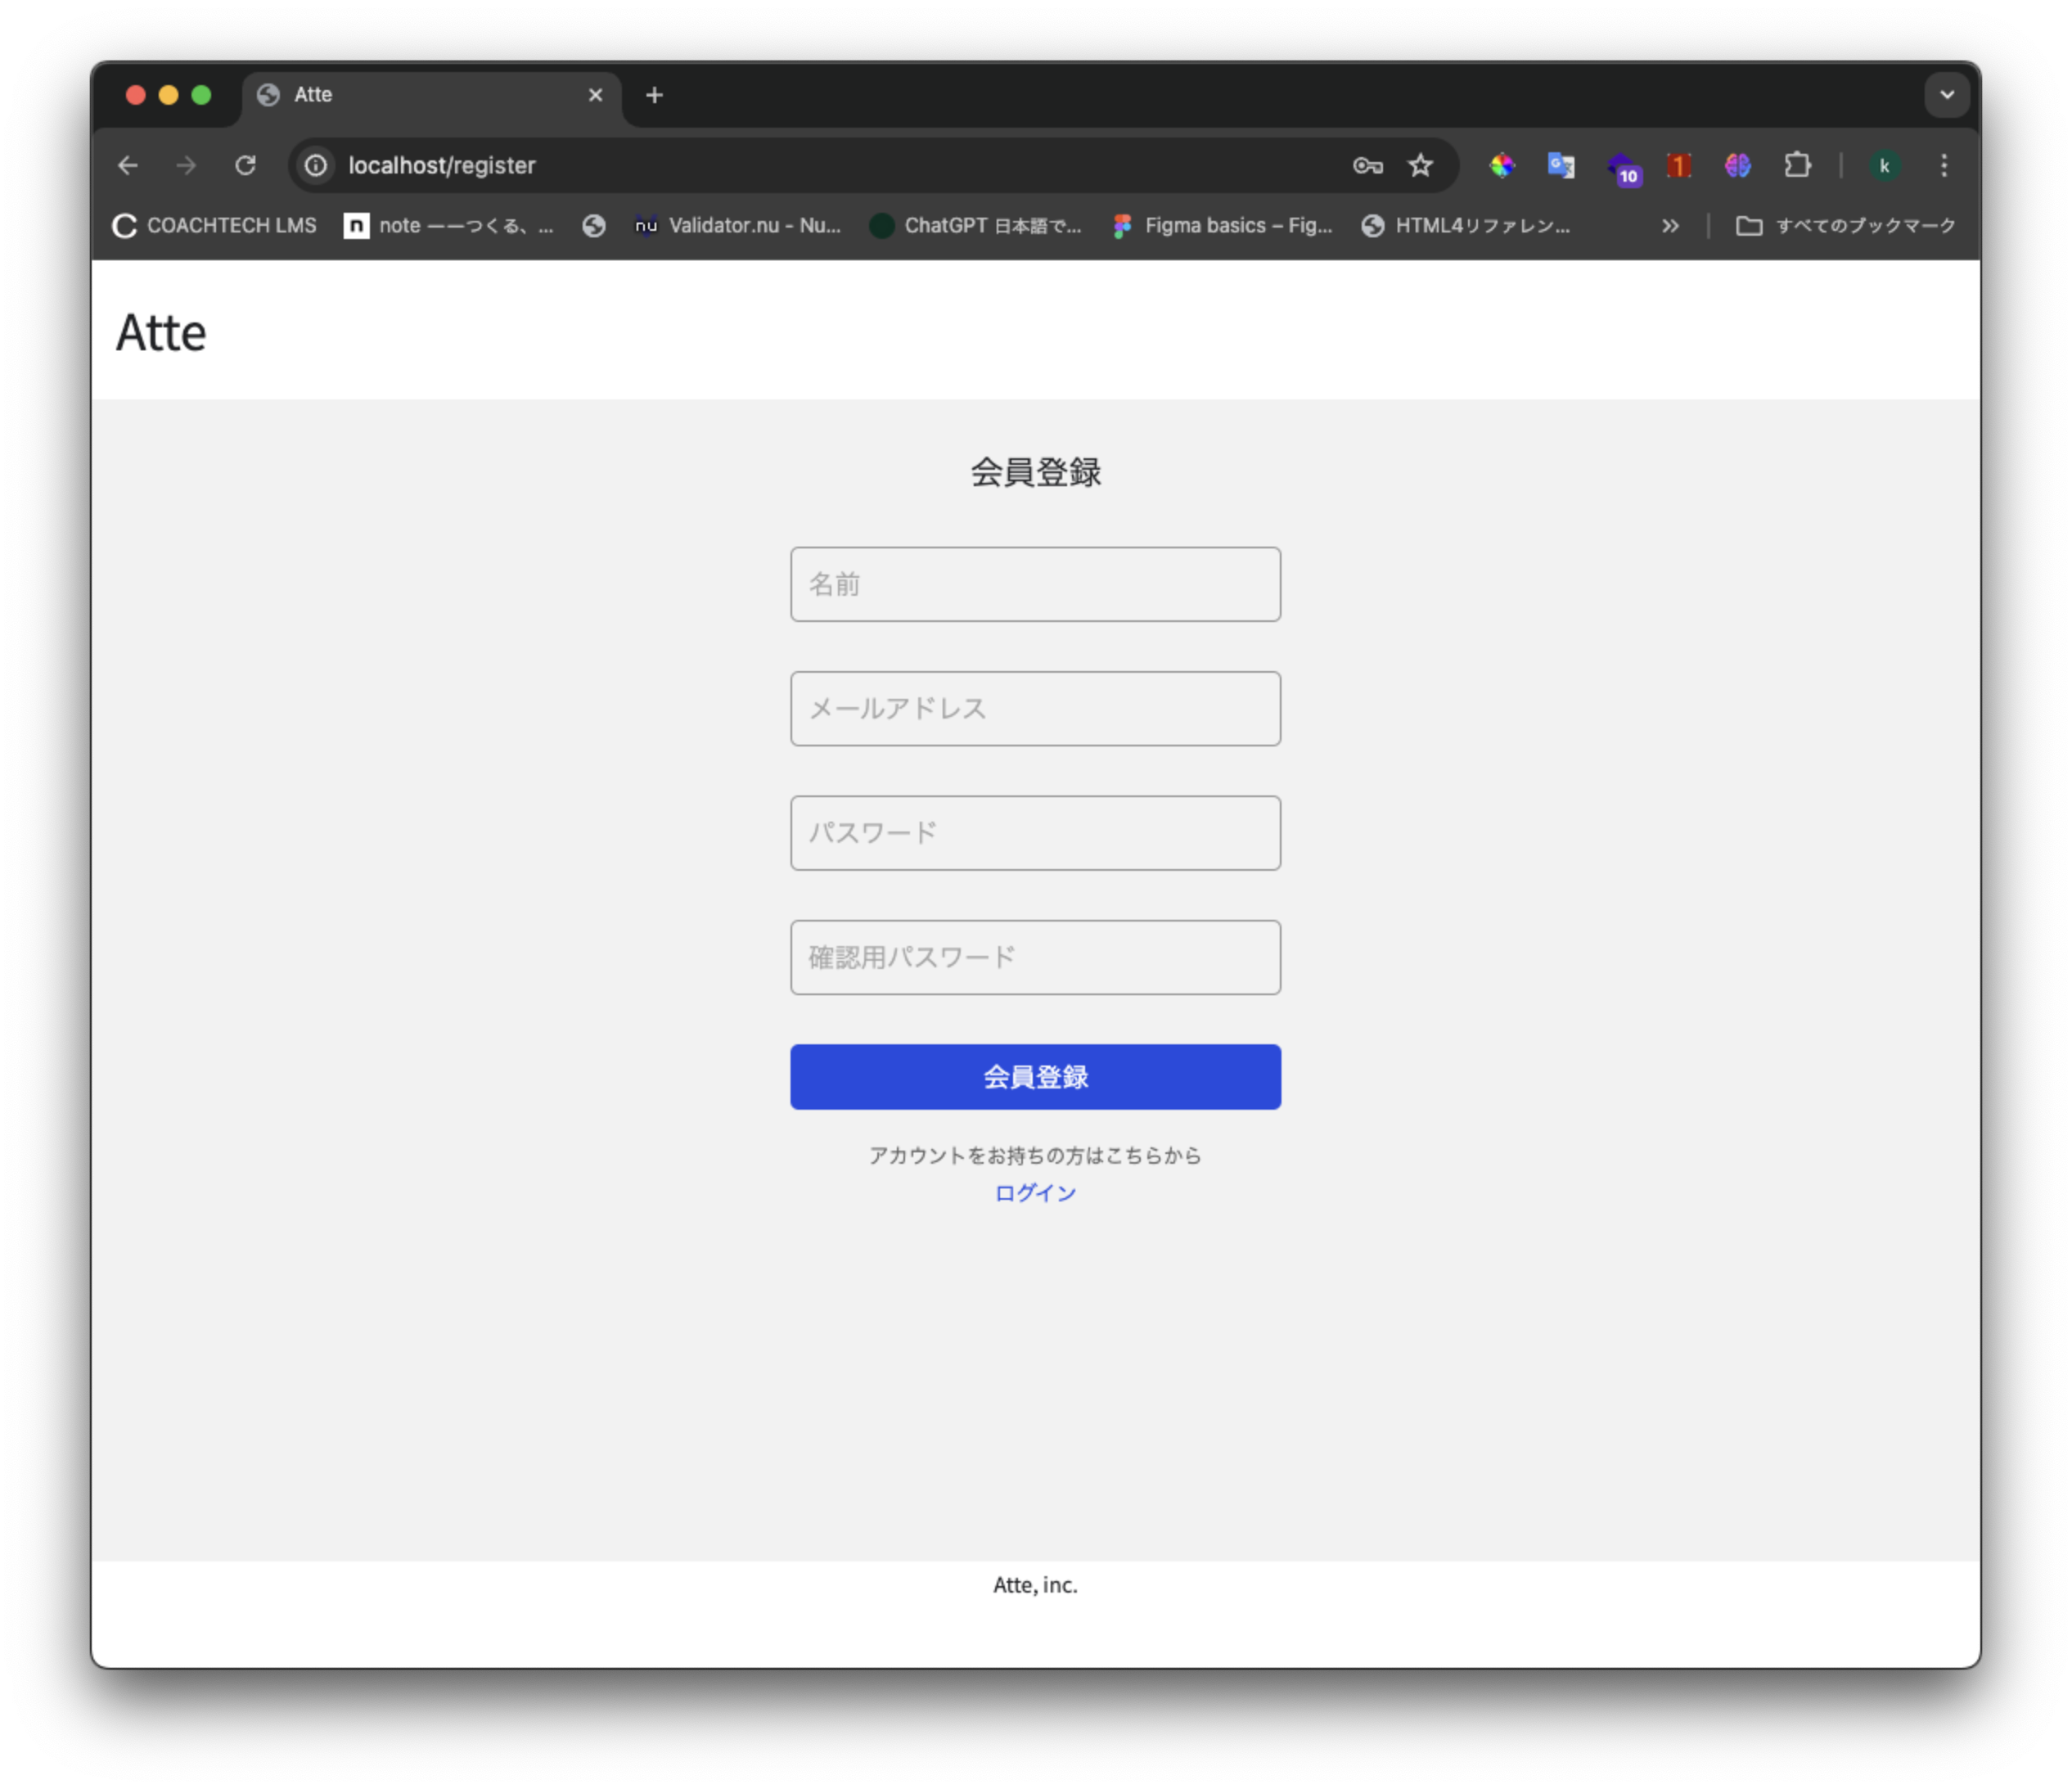 Atte
localhost/register
10
1
k
COACHTECH LMS
note ――つくる、...
nu
Validator.nu - Nu...
ChatGPT 日本語で...
Figma basics – Fig...
HTML4リファレン...
すべてのブックマーク
Atte
会員登録
名前
メールアドレス
パスワード
確認用パスワード
会員登録
アカウントをお持ちの方はこちらから
ログイン
Atte, inc.